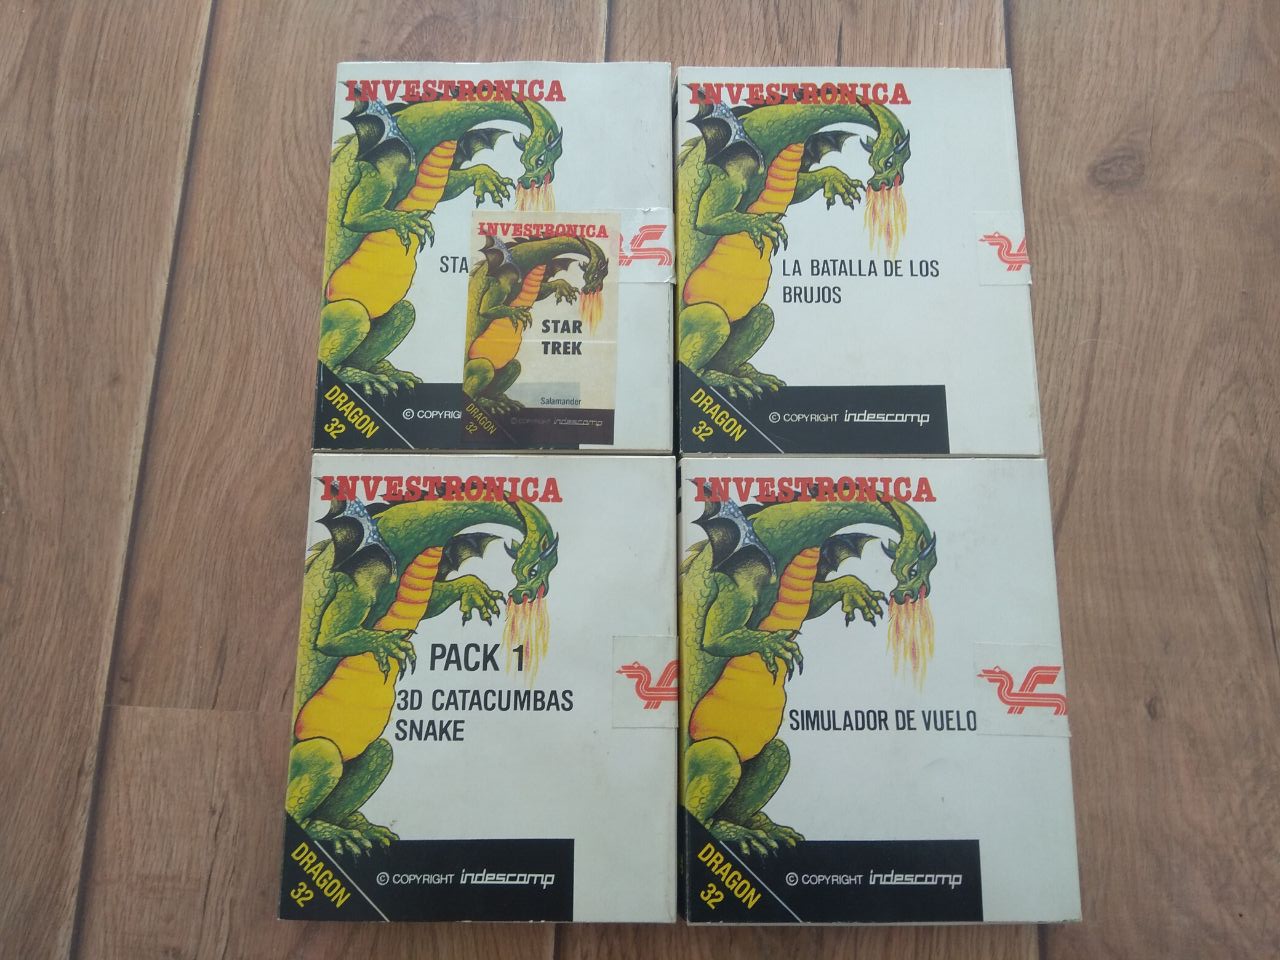 INVESTRONICA
STA
INVESTRONICA
STAR
TREK
Salamander
DRAGON
32
© COPYRIGHT indescamp
DRAGON
32
© COPYRI
INVESTRONICA
LA BATALLA DE LOS
BRUJOS
DRAGON
32
© COPYRIGHT indescomp
INVESTRONICA
PACK 1
3D CATACUMBAS
SNAKE
DRAGON
32
© COPYRIGHT indescomp
INVESTRONICA
SIMULADOR DE VUELO
DRAGON
32
© COPYRIGHT indescomp